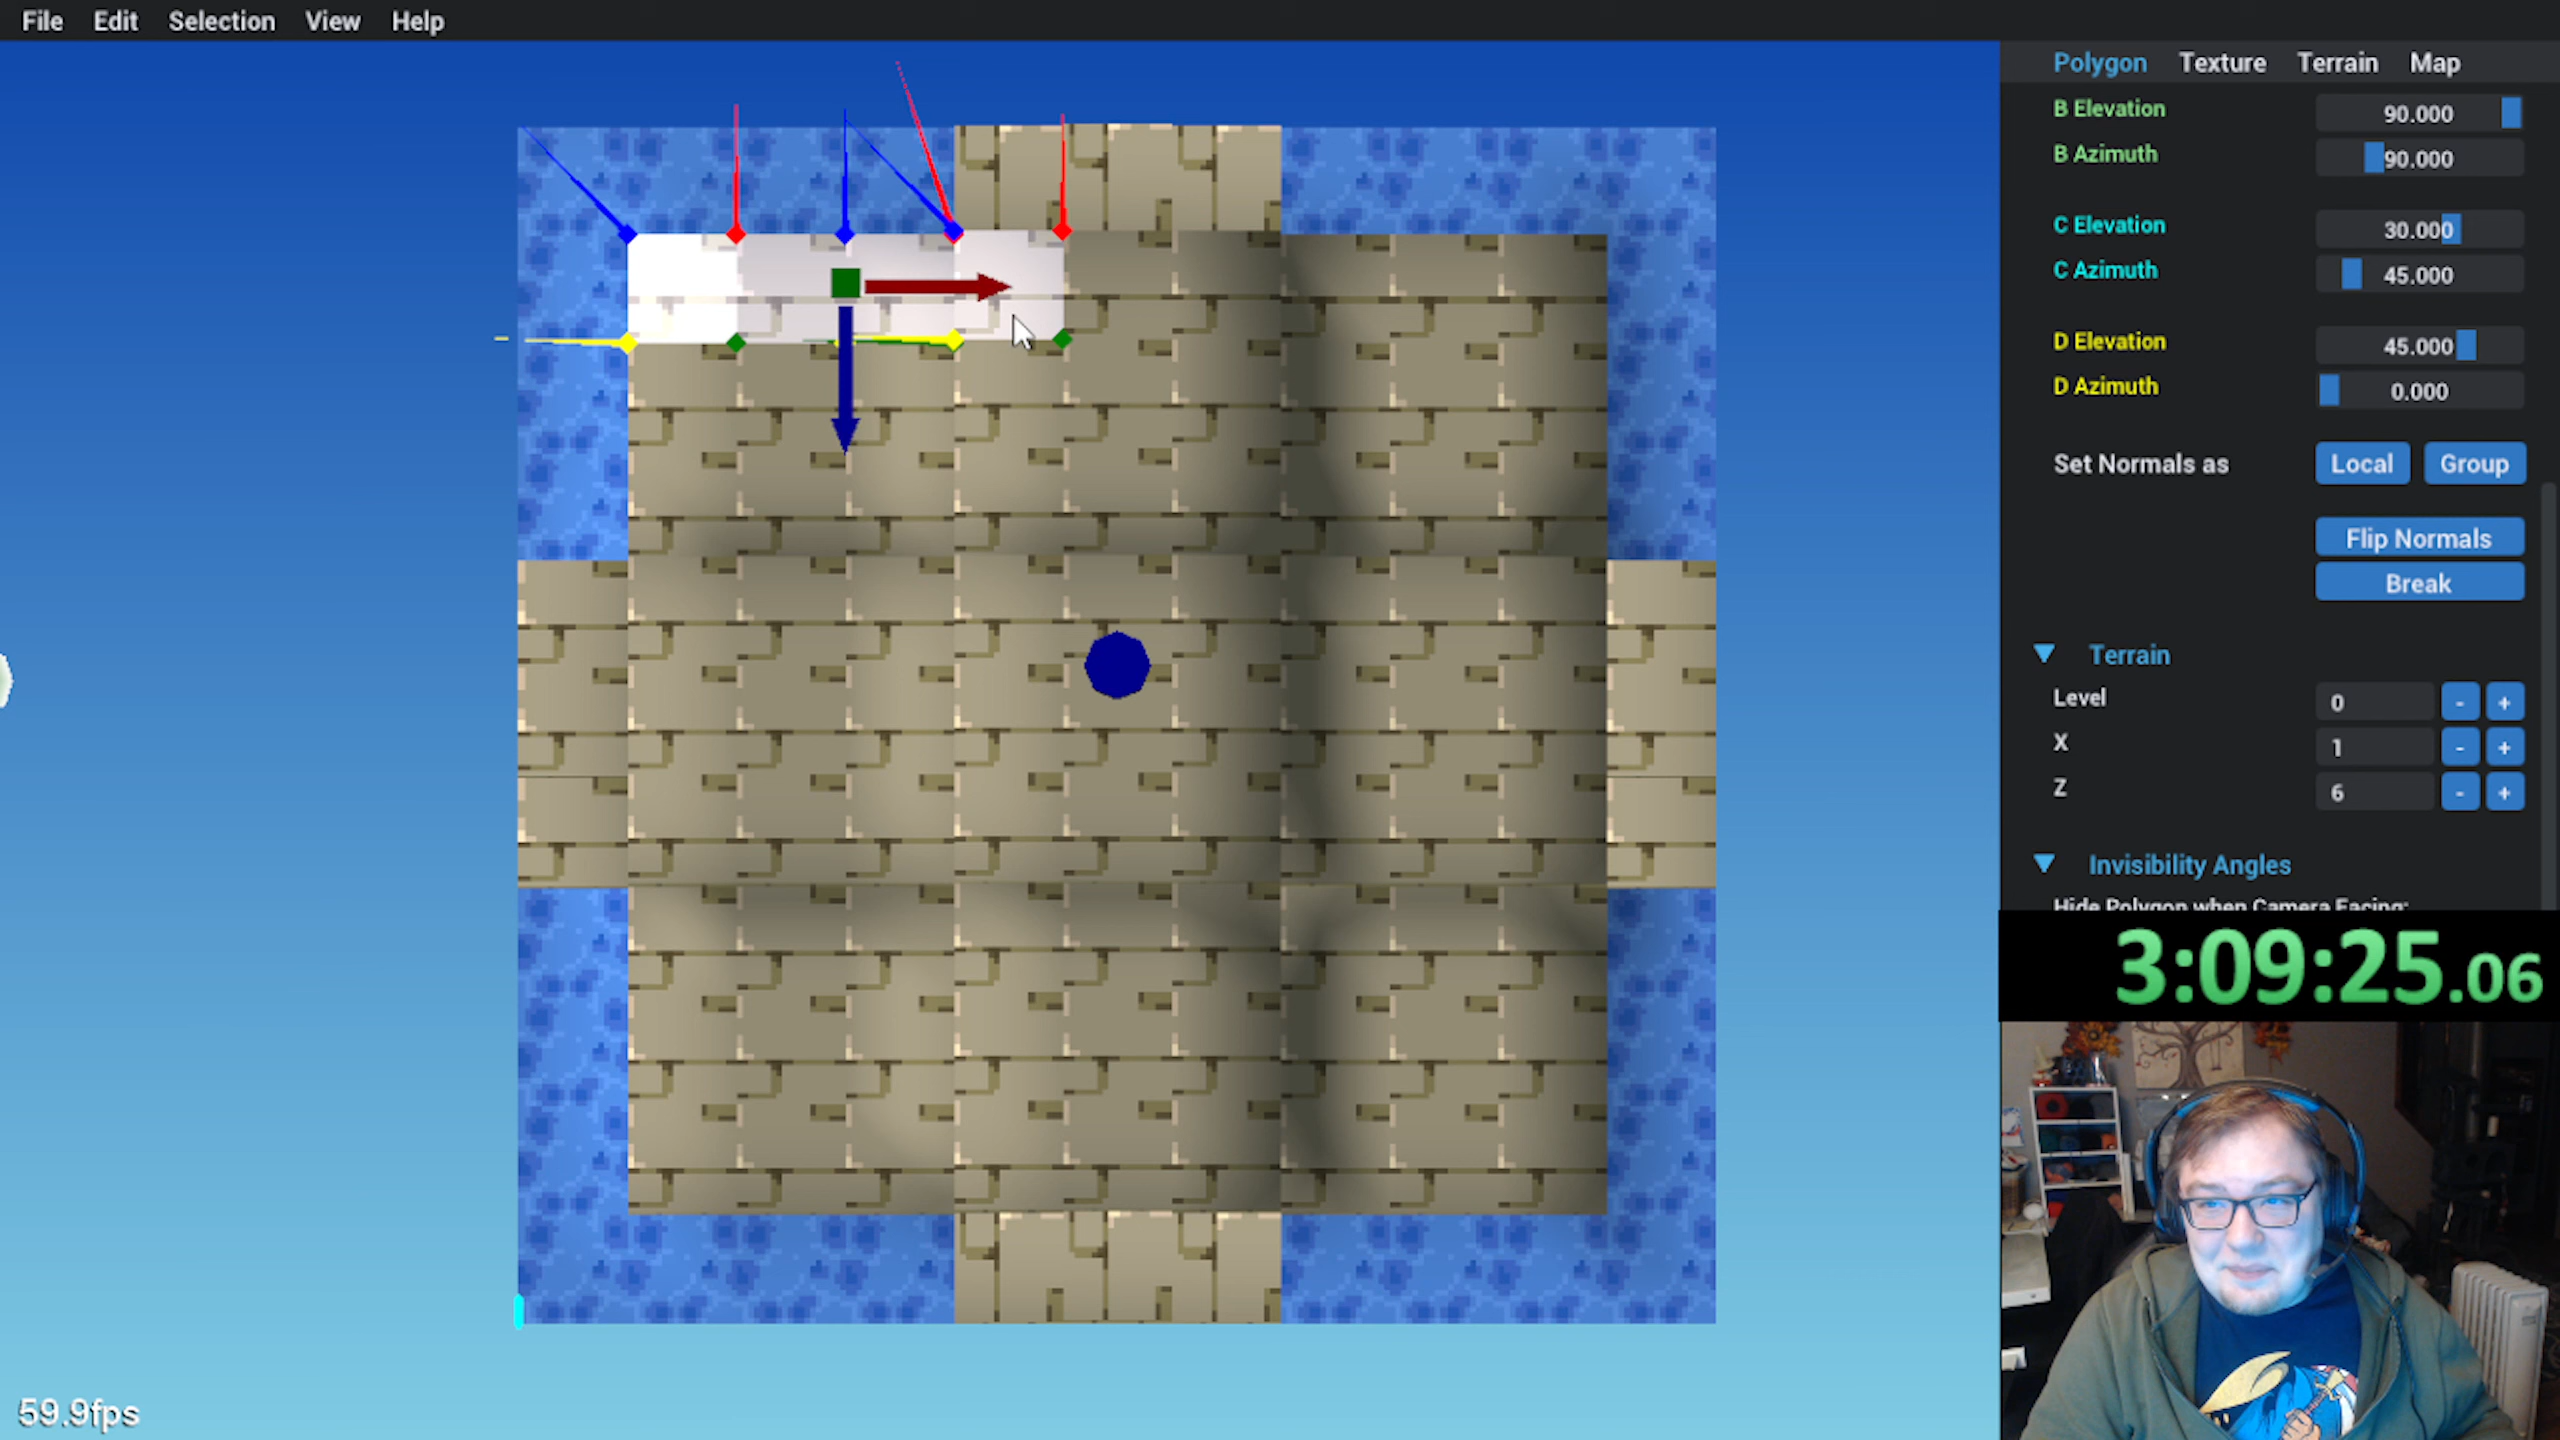 File Edit Selection View Help
Polygon Texture Terrain Map
B Elevation 90.000
B Azimuth 90.000
C Elevation 30.000
C Azimuth 45.000
D Elevation 45.000
D Azimuth 0.000
Set Normals as Local Group
Flip Normals
Break
Terrain
Level 0 - +
X 1 - +
Z 6 - +
Invisibility Angles
Hide Polygon when Camera Facing:
3:09:25.06
59.9fps